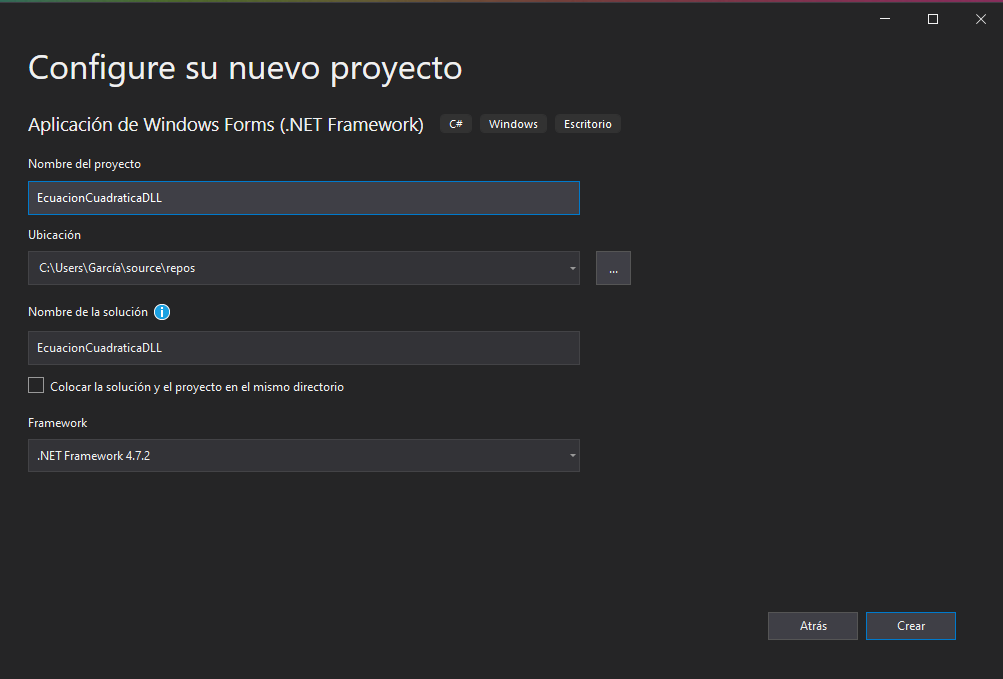 Configure su nuevo proyecto
Aplicación de Windows Forms (.NET Framework) C# Windows Escritorio
Nombre del proyecto
EcuacionCuadraticaDLL
Ubicación
C:\Users\García\source\repos ...
Nombre de la solución
EcuacionCuadraticaDLL
Colocar la solución y el proyecto en el mismo directorio
Framework
.NET Framework 4.7.2
Atrás Crear